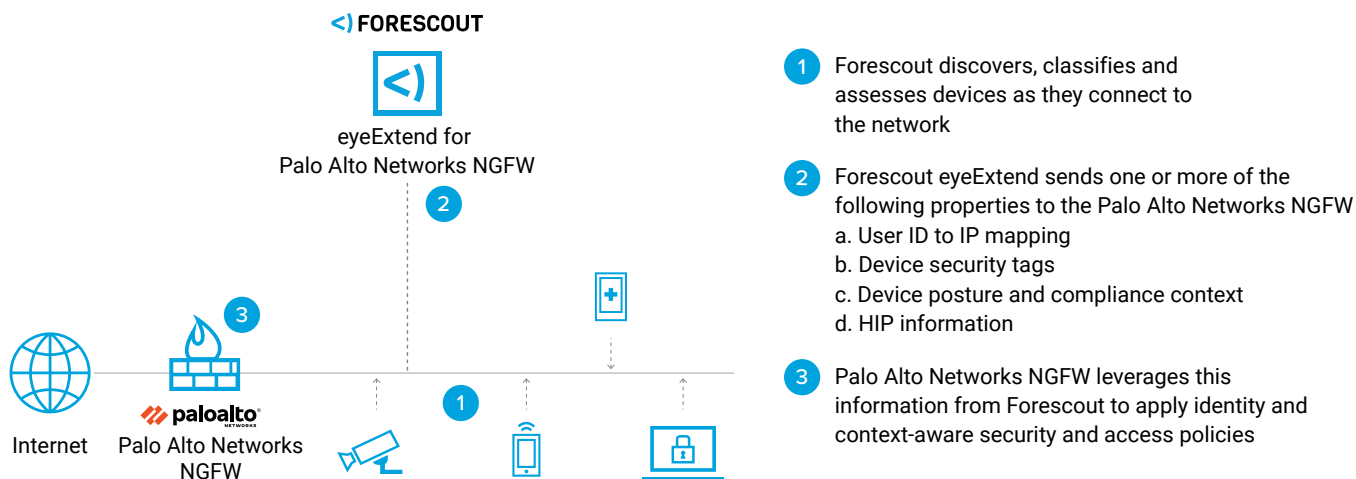 <) FORESCOUT
<)
eyeExtend for
Palo Alto Networks NGFW
2
3
1
paloalto
NETWORKS
Internet
Palo Alto Networks
NGFW
1 Forescout discovers, classifies and
assesses devices as they connect to
the network
2 Forescout eyeExtend sends one or more of the
following properties to the Palo Alto Networks NGFW
a. User ID to IP mapping
b. Device security tags
c. Device posture and compliance context
d. HIP information
3 Palo Alto Networks NGFW leverages this
information from Forescout to apply identity and
context-aware security and access policies